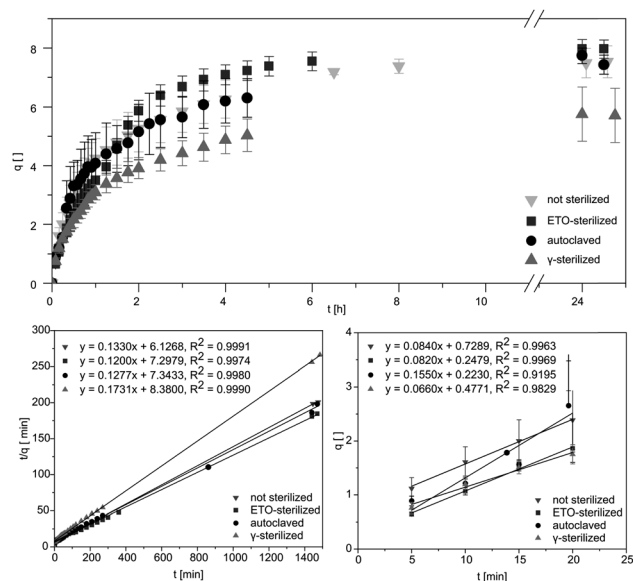 8
6
4
2
0
q [ ]
0
2
4
6
8
10
24
t [h]
not sterilized
ETO-sterilized
autoclaved
γ-sterilized
300
250
200
150
100
50
0
t/q [ ]
y = 0.1330x + 6.1268, R2 = 0.9991
y = 0.1200x + 7.2979, R2 = 0.9974
y = 0.1277x + 7.3433, R2 = 0.9980
y = 0.1731x + 8.3800, R2 = 0.9990
not sterilized
ETO-sterilized
autoclaved
γ-sterilized
0 200 400 600 800 1000 1200 1400
t [min]
4
3
2
1
0
q [ ]
y = 0.0840x + 0.7289, R2 = 0.9963
y = 0.0820x + 0.2479, R2 = 0.9969
y = 0.1550x + 0.2230, R2 = 0.9195
y = 0.0660x + 0.4771, R2 = 0.9829
not sterilized
ETO-sterilized
autoclaved
γ-sterilized
0 5 10 15 20 25
t [min]